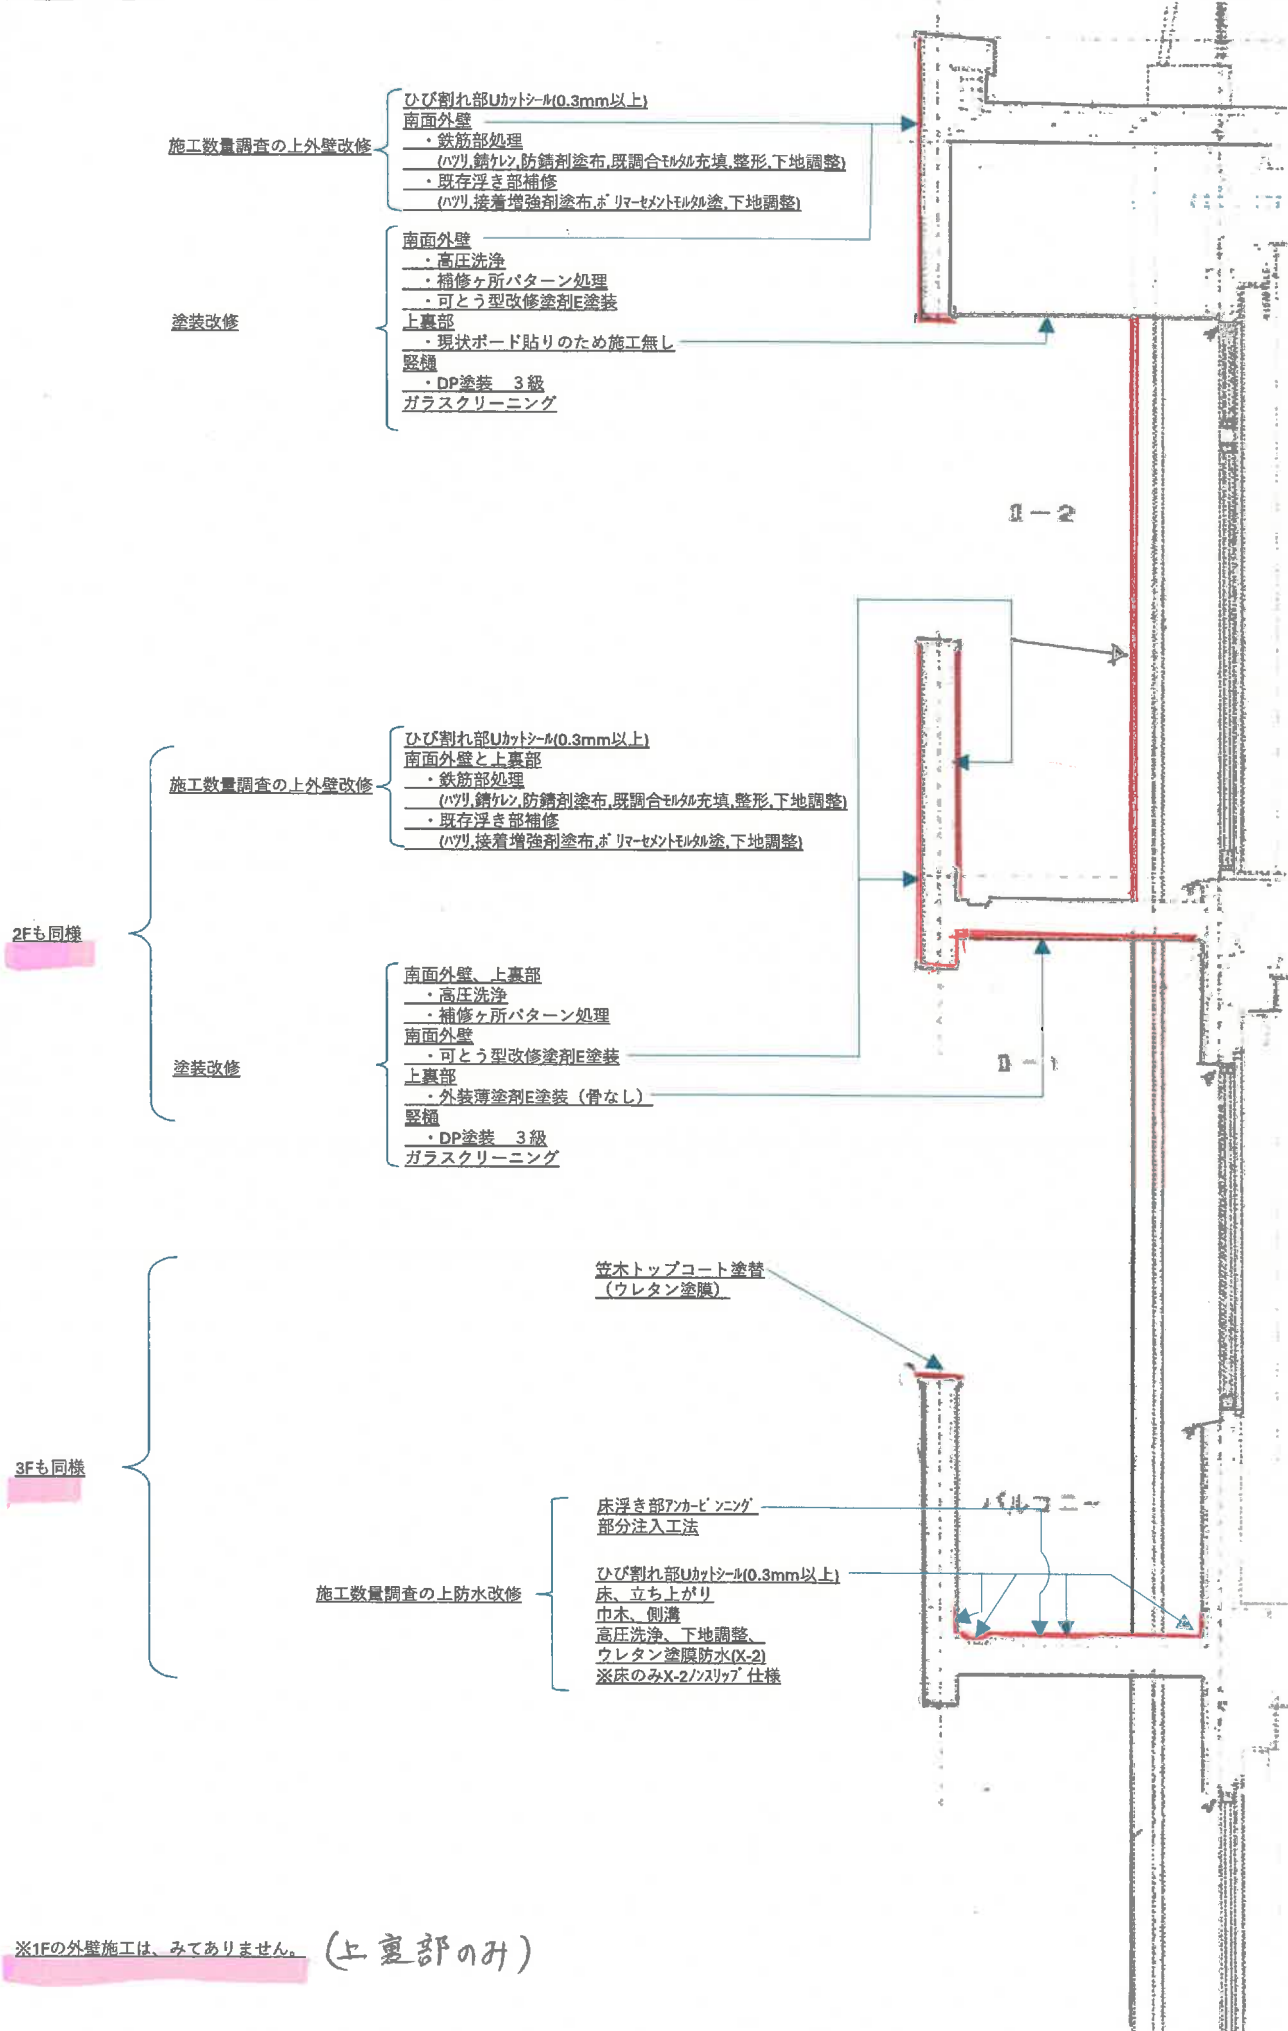 ひび割れ部Uカットシール(0.3mm以上)
南面外壁
・鉄筋部処理
(ハツリ,錆ケレン,防錆剤塗布,既調合モルタル充填,整形,下地調整)
・既存浮き部補修
(ハツリ,接着増強剤塗布,ポリマーセメントモルタル塗,下地調整)
施工数量調査の上外壁改修
南面外壁
・高圧洗浄
・補修ヶ所パターン処理
・可とう型改修塗剤E塗装
上裏部
・現状ボード貼りのため施工無し
竪樋
・DP塗装 3級
ガラスクリーニング
塗装改修
II-2
ひび割れ部Uカットシール(0.3mm以上)
南面外壁と上裏部
・鉄筋部処理
(ハツリ,錆ケレン,防錆剤塗布,既調合モルタル充填,整形,下地調整)
・既存浮き部補修
(ハツリ,接着増強剤塗布,ポリマーセメントモルタル塗,下地調整)
施工数量調査の上外壁改修
2Fも同様
南面外壁、上裏部
・高圧洗浄
・補修ヶ所パターン処理
南面外壁
・可とう型改修塗剤E塗装
上裏部
・外装薄塗剤E塗装（骨なし）
竪樋
・DP塗装 3級
ガラスクリーニング
塗装改修
II-1
笠木トップコート塗替
（ウレタン塗膜）
3Fも同様
バルコニー
床浮き部アンカーピンニング
部分注入工法
ひび割れ部Uカットシール(0.3mm以上)
床、立ち上がり
巾木、側溝
高圧洗浄、下地調整、
ウレタン塗膜防水(X-2)
※床のみX-2ノンスリップ仕様
施工数量調査の上防水改修
※1Fの外壁施工は、みてありません。(上裏部のみ)